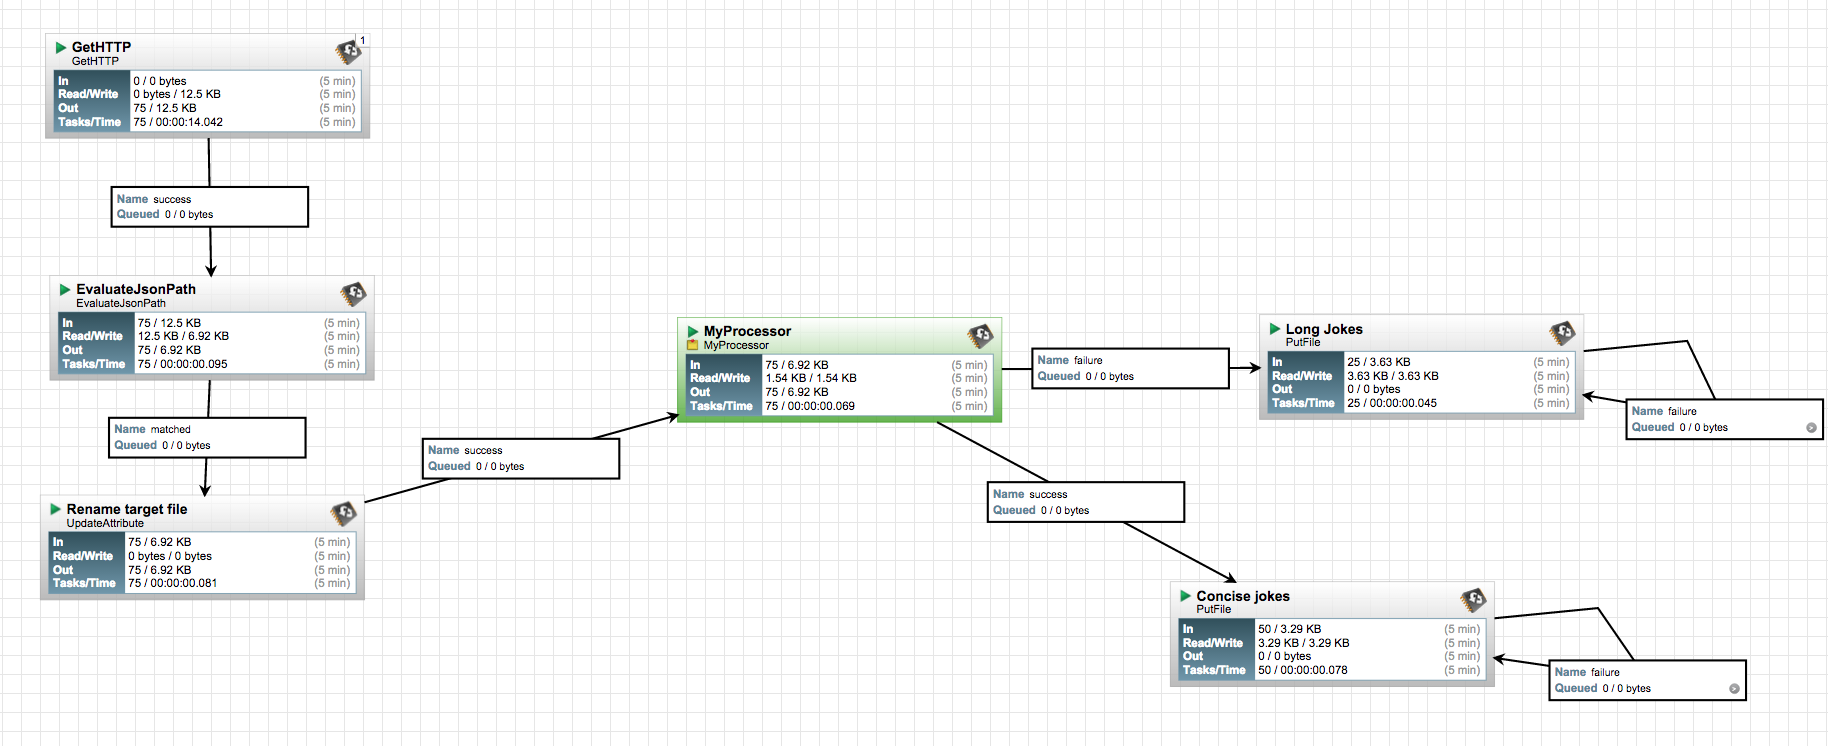 GetHTTP
1
GetHTTP
In 0 / 0 bytes (5 min)
Read/Write 0 bytes / 12.5 KB (5 min)
Out 75 / 12.5 KB (5 min)
Tasks/Time 75 / 00:00:14.042 (5 min)
Name success
Queued 0 / 0 bytes
EvaluateJsonPath
EvaluateJsonPath
In 75 / 12.5 KB (5 min)
Read/Write 12.5 KB / 6.92 KB (5 min)
Out 75 / 6.92 KB (5 min)
Tasks/Time 75 / 00:00:00.095 (5 min)
Name matched
Queued 0 / 0 bytes
Rename target file
UpdateAttribute
In 75 / 6.92 KB (5 min)
Read/Write 0 bytes / 0 bytes (5 min)
Out 75 / 6.92 KB (5 min)
Tasks/Time 75 / 00:00:00.081 (5 min)
Name success
Queued 0 / 0 bytes
MyProcessor
MyProcessor
In 75 / 6.92 KB (5 min)
Read/Write 1.54 KB / 1.54 KB (5 min)
Out 75 / 6.92 KB (5 min)
Tasks/Time 75 / 00:00:00.069 (5 min)
Name failure
Queued 0 / 0 bytes
Long Jokes
PutFile
In 25 / 3.63 KB (5 min)
Read/Write 3.63 KB / 3.63 KB (5 min)
Out 0 / 0 bytes (5 min)
Tasks/Time 25 / 00:00:00.045 (5 min)
Name failure
Queued 0 / 0 bytes
Name success
Queued 0 / 0 bytes
Concise jokes
PutFile
In 50 / 3.29 KB (5 min)
Read/Write 3.29 KB / 3.29 KB (5 min)
Out 0 / 0 bytes (5 min)
Tasks/Time 50 / 00:00:00.078 (5 min)
Name failure
Queued 0 / 0 bytes